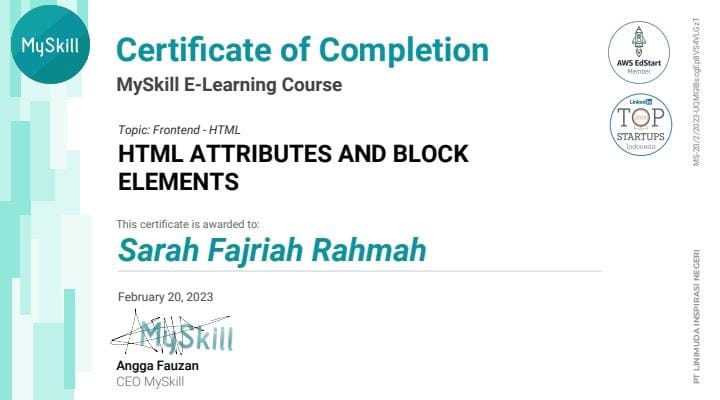 MySkill
Certificate of Completion
MySkill E-Learning Course
AWS EdStart
Member
LinkedIn
TOP
STARTUPS
Indonesia
Topic: Frontend - HTML
HTML ATTRIBUTES AND BLOCK
ELEMENTS
This certificate is awarded to:
Sarah Fajriah Rahmah
February 20, 2023
MySkill
Angga Fauzan
CEO MySkill
PT LINIMUDA INSPIRASI NEGERI